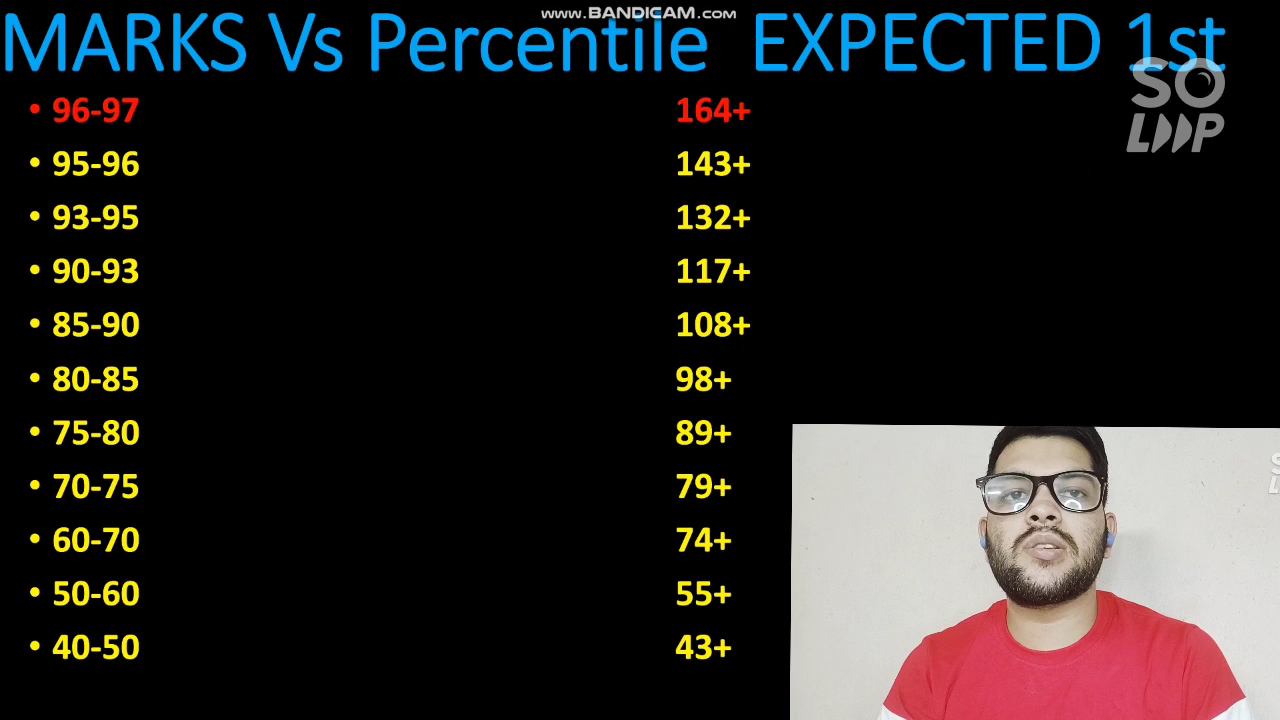 www.BANDICAM.com
MARKS Vs Percentile EXPECTED 1st
SO
LOOP
• 96-97 164+
• 95-96 143+
• 93-95 132+
• 90-93 117+
• 85-90 108+
• 80-85 98+
• 75-80 89+
• 70-75 79+
• 60-70 74+
• 50-60 55+
• 40-50 43+